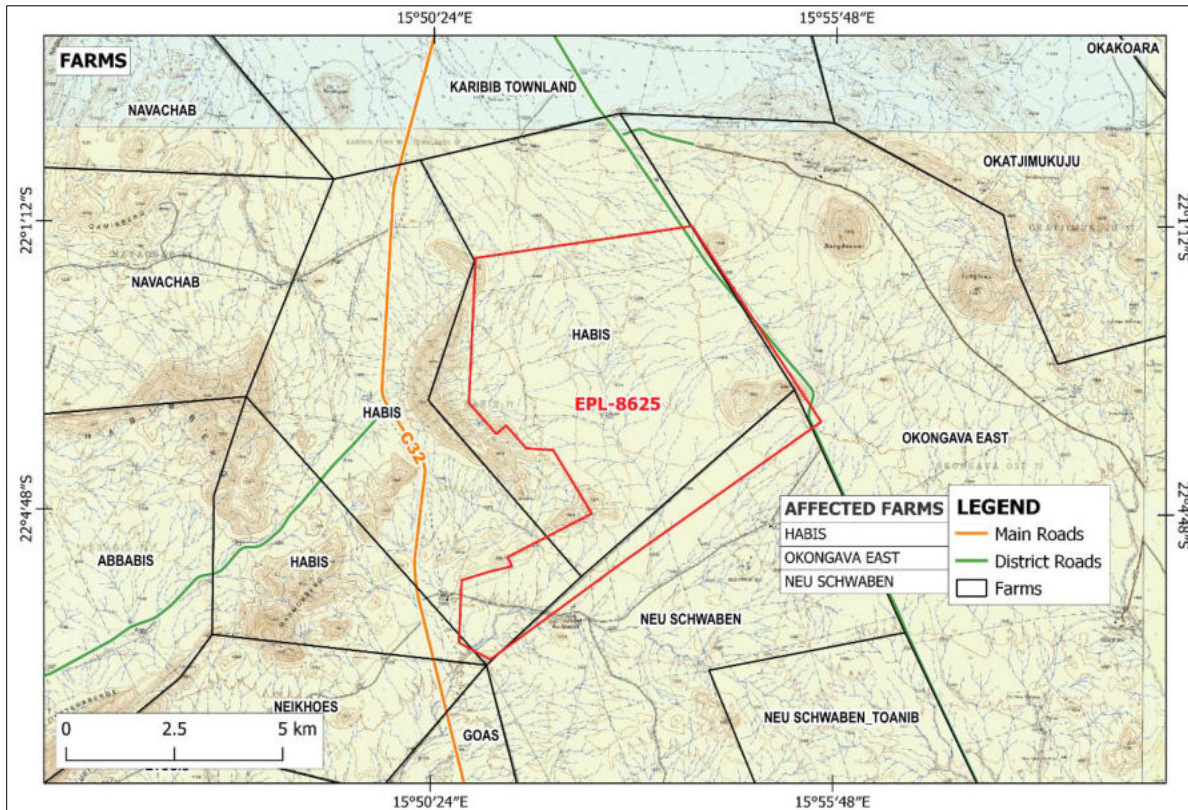 15°50'24"E
15°55'48"E
FARMS
OKAKOARA
NAVACHAB
KARIBIB TOWNLAND
OKATJIMUKUJU
22°1'12"S
22°1'12"S
NAVACHAB
HABIS
EPL-8625
HABIS
C32
OKONGAVA EAST
22°4'48"S
22°4'48"S
AFFECTED FARMS
HABIS
OKONGAVA EAST
NEU SCHWABEN
LEGEND
Main Roads
District Roads
Farms
ABBABIS
HABIS
NEU SCHWABEN
NEIKHOES
NEU SCHWABEN_TOANIB
GOAS
0 2.5 5 km
15°50'24"E
15°55'48"E